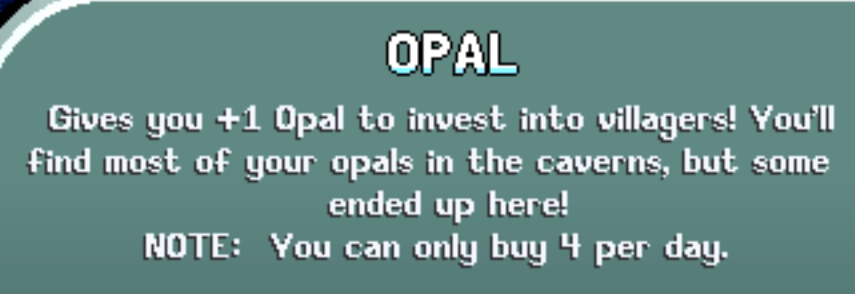 OPAL
Gives you +1 Opal to invest into villagers! You'll
find most of your opals in the caverns, but some
ended up here!
NOTE:  You can only buy 4 per day.